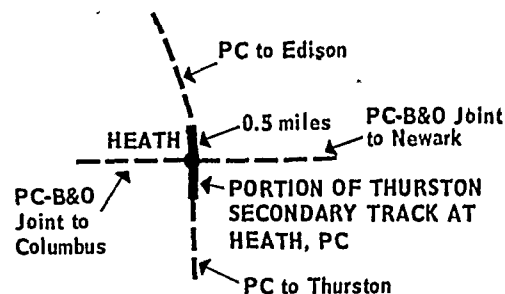 PC to Edison
HEATH
0.5 miles
PC-B&O Joint
to Newark
PC-B&O
Joint to
Columbus
PORTION OF THURSTON
SECONDARY TRACK AT
HEATH, PC
PC to Thurston